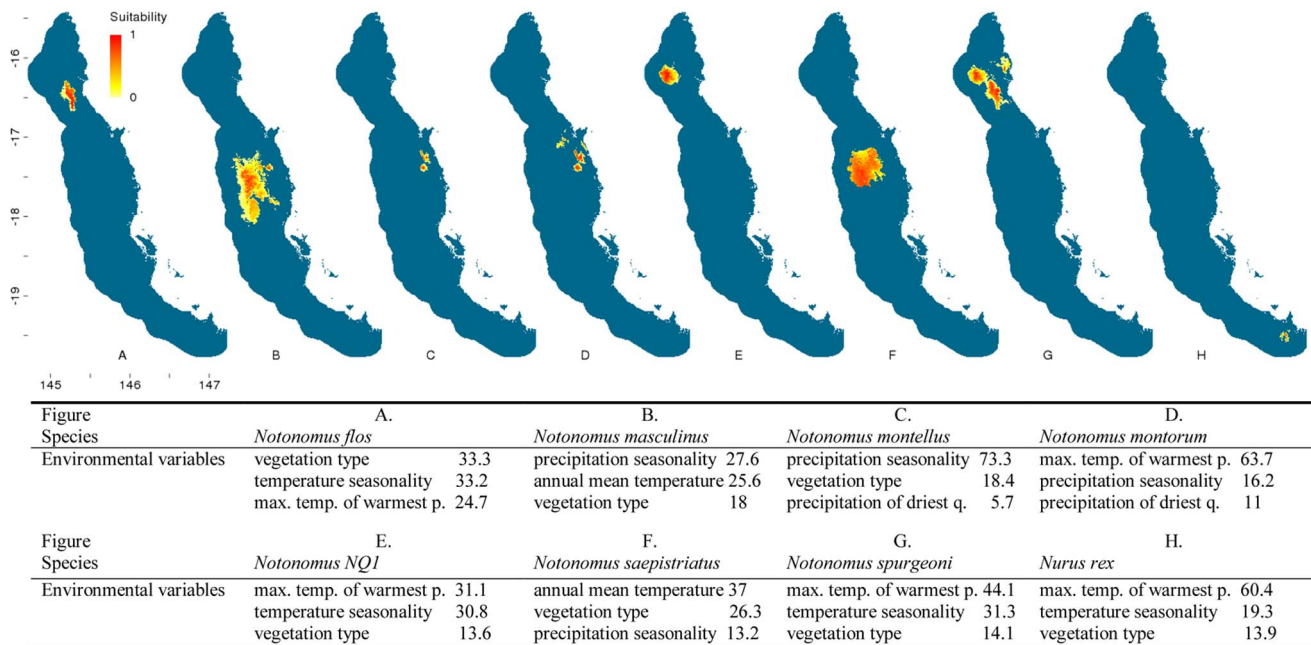 Suitability
1
0
-16
-17
-18
-19
A
B
C
D
E
F
G
H
145
146
147
Figure A. B. C. D.
Species Notonomus flos Notonomus masculinus Notonomus montellus Notonomus montorum
Environmental variables vegetation type 33.3 precipitation seasonality 27.6 precipitation seasonality 73.3 max. temp. of warmest p. 63.7
temperature seasonality 33.2 annual mean temperature 25.6 vegetation type 18.4 precipitation seasonality 16.2
max. temp. of warmest p. 24.7 vegetation type 18 precipitation of driest q. 5.7 precipitation of driest q. 11
Figure E. F. G. H.
Species Notonomus NQ1 Notonomus saepistriatus Notonomus spurgeoni Nurus rex
Environmental variables max. temp. of warmest p. 31.1 annual mean temperature 37 max. temp. of warmest p. 44.1 max. temp. of warmest p. 60.4
temperature seasonality 30.8 vegetation type 26.3 temperature seasonality 31.3 temperature seasonality 19.3
vegetation type 13.6 precipitation seasonality 13.2 vegetation type 14.1 vegetation type 13.9